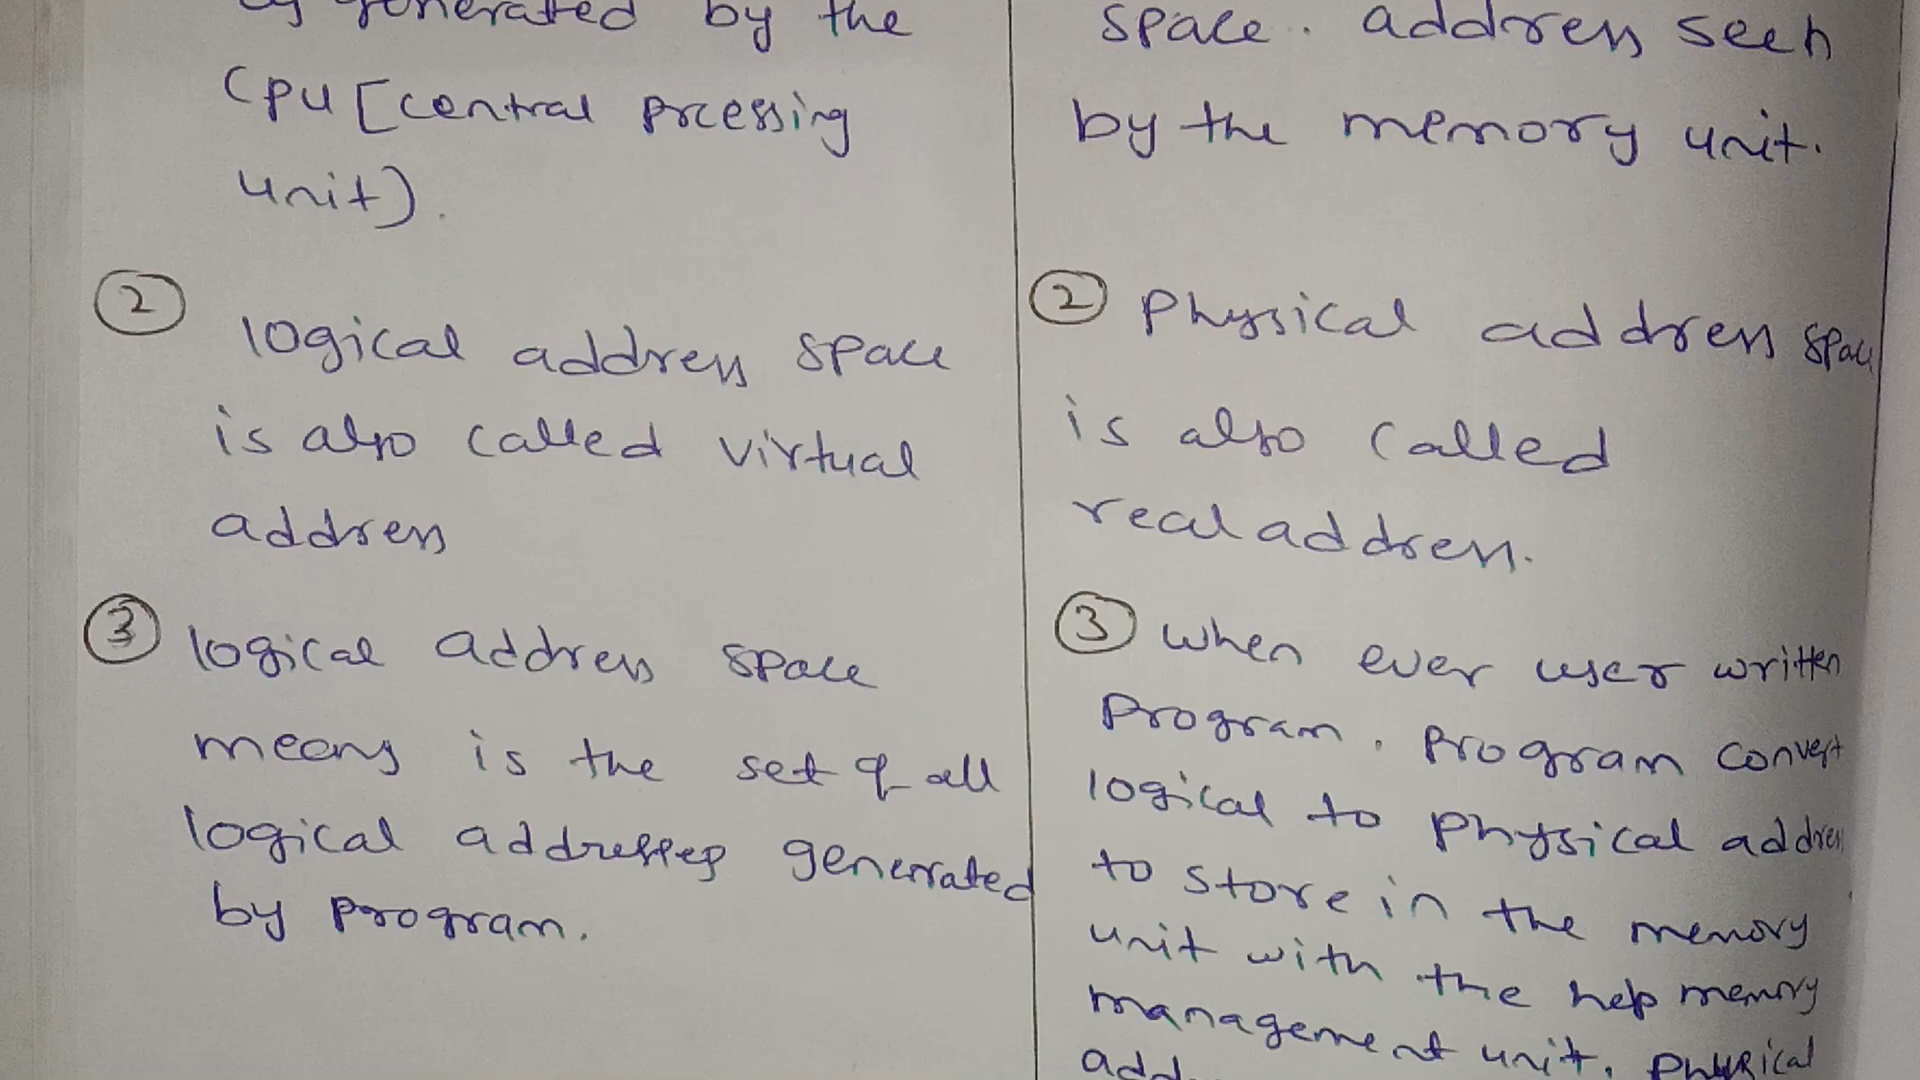 generated by the
Cpu [central prcessing
unit).
2
logical address space
is also called virtual
address
3
logical address space
means is the set of all
logical addresses generated
by program.
space. address seen
by the memory unit.
2 Physical address space
is also called
real address.
3 when ever user written
Program. Program convert
logical to physical address
to store in the memory
unit with the help memory
management unit. Physical